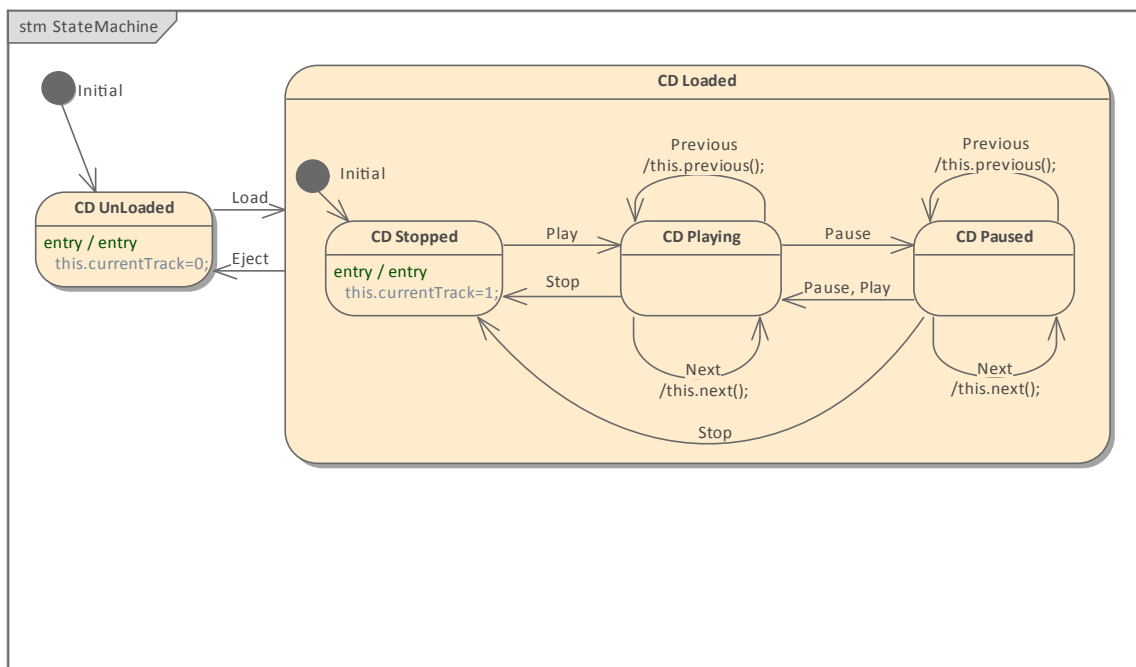 stm StateMachine
Initial
CD UnLoaded
entry / entry
this.currentTrack=0;
Load
Eject
CD Loaded
Initial
CD Stopped
entry / entry
this.currentTrack=1;
Play
Stop
Previous
/this.previous();
CD Playing
Next
/this.next();
Pause
Pause, Play
Previous
/this.previous();
CD Paused
Next
/this.next();
Stop